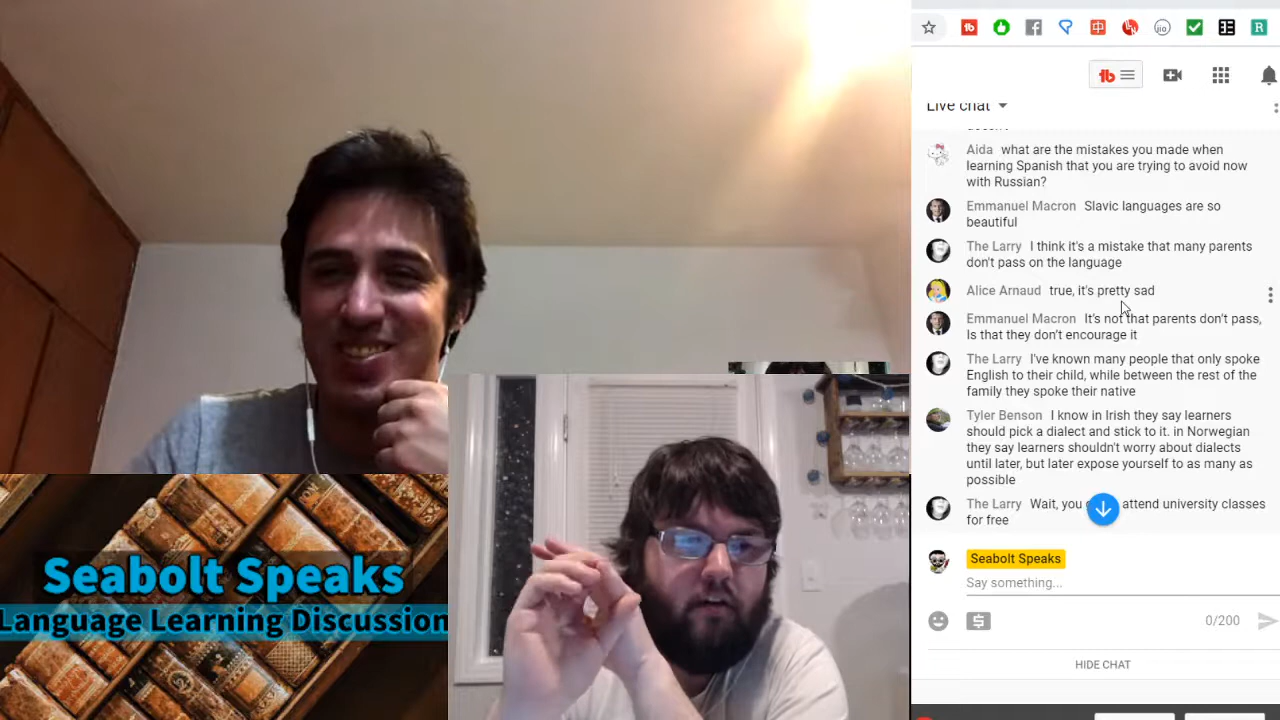 Live chat
Aida what are the mistakes you made when
learning Spanish that you are trying to avoid now
with Russian?
Emmanuel Macron Slavic languages are so
beautiful
The Larry I think it's a mistake that many parents
don't pass on the language
Alice Arnaud true, it's pretty sad
Emmanuel Macron It's not that parents don't pass,
Is that they don't encourage it
The Larry I've known many people that only spoke
English to their child, while between the rest of the
family they spoke their native
Tyler Benson I know in Irish they say learners
should pick a dialect and stick to it. in Norwegian
they say learners shouldn't worry about dialects
until later, but later expose yourself to as many as
possible
The Larry Wait, you attend university classes
for free
Seabolt Speaks
Say something...
0/200
HIDE CHAT
Seabolt Speaks
Language Learning Discussion